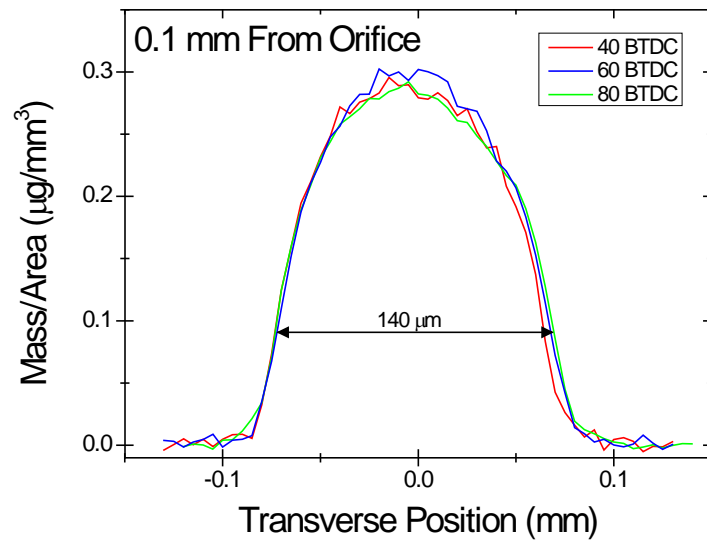 0.1 mm From Orifice
40 BTDC
60 BTDC
80 BTDC
0.3
0.2
0.1
0.0
Mass/Area (μg/mm³)
140 μm
-0.1
0.0
0.1
Transverse Position (mm)